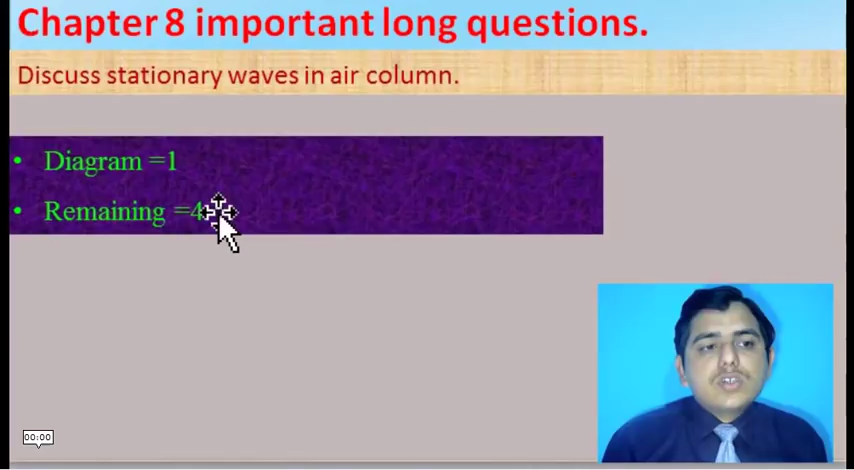 Chapter 8 important long questions.
Discuss stationary waves in air column.
• Diagram =1
• Remaining =4
00:00